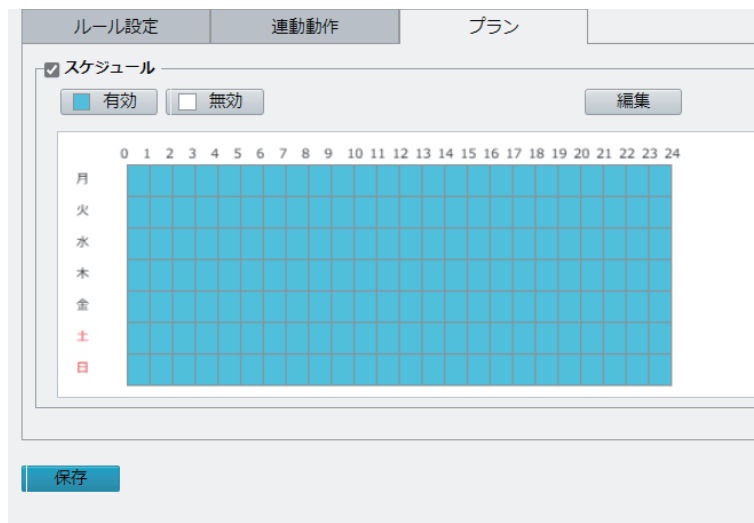 ルール設定 連動動作 プラン
スケジュール
有効 無効 編集
0 1 2 3 4 5 6 7 8 9 10 11 12 13 14 15 16 17 18 19 20 21 22 23 24
月
火
水
木
金
土
日
保存